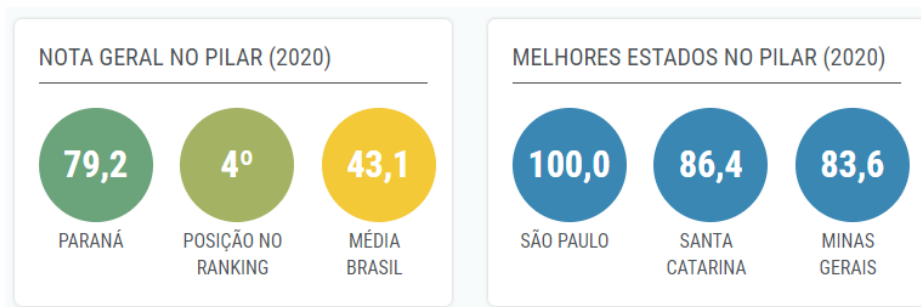 NOTA GERAL NO PILAR (2020)
79,2
4º
43,1
PARANÁ
POSIÇÃO NO
RANKING
MÉDIA
BRASIL
MELHORES ESTADOS NO PILAR (2020)
100,0
86,4
83,6
SÃO PAULO
SANTA
CATARINA
MINAS
GERAIS